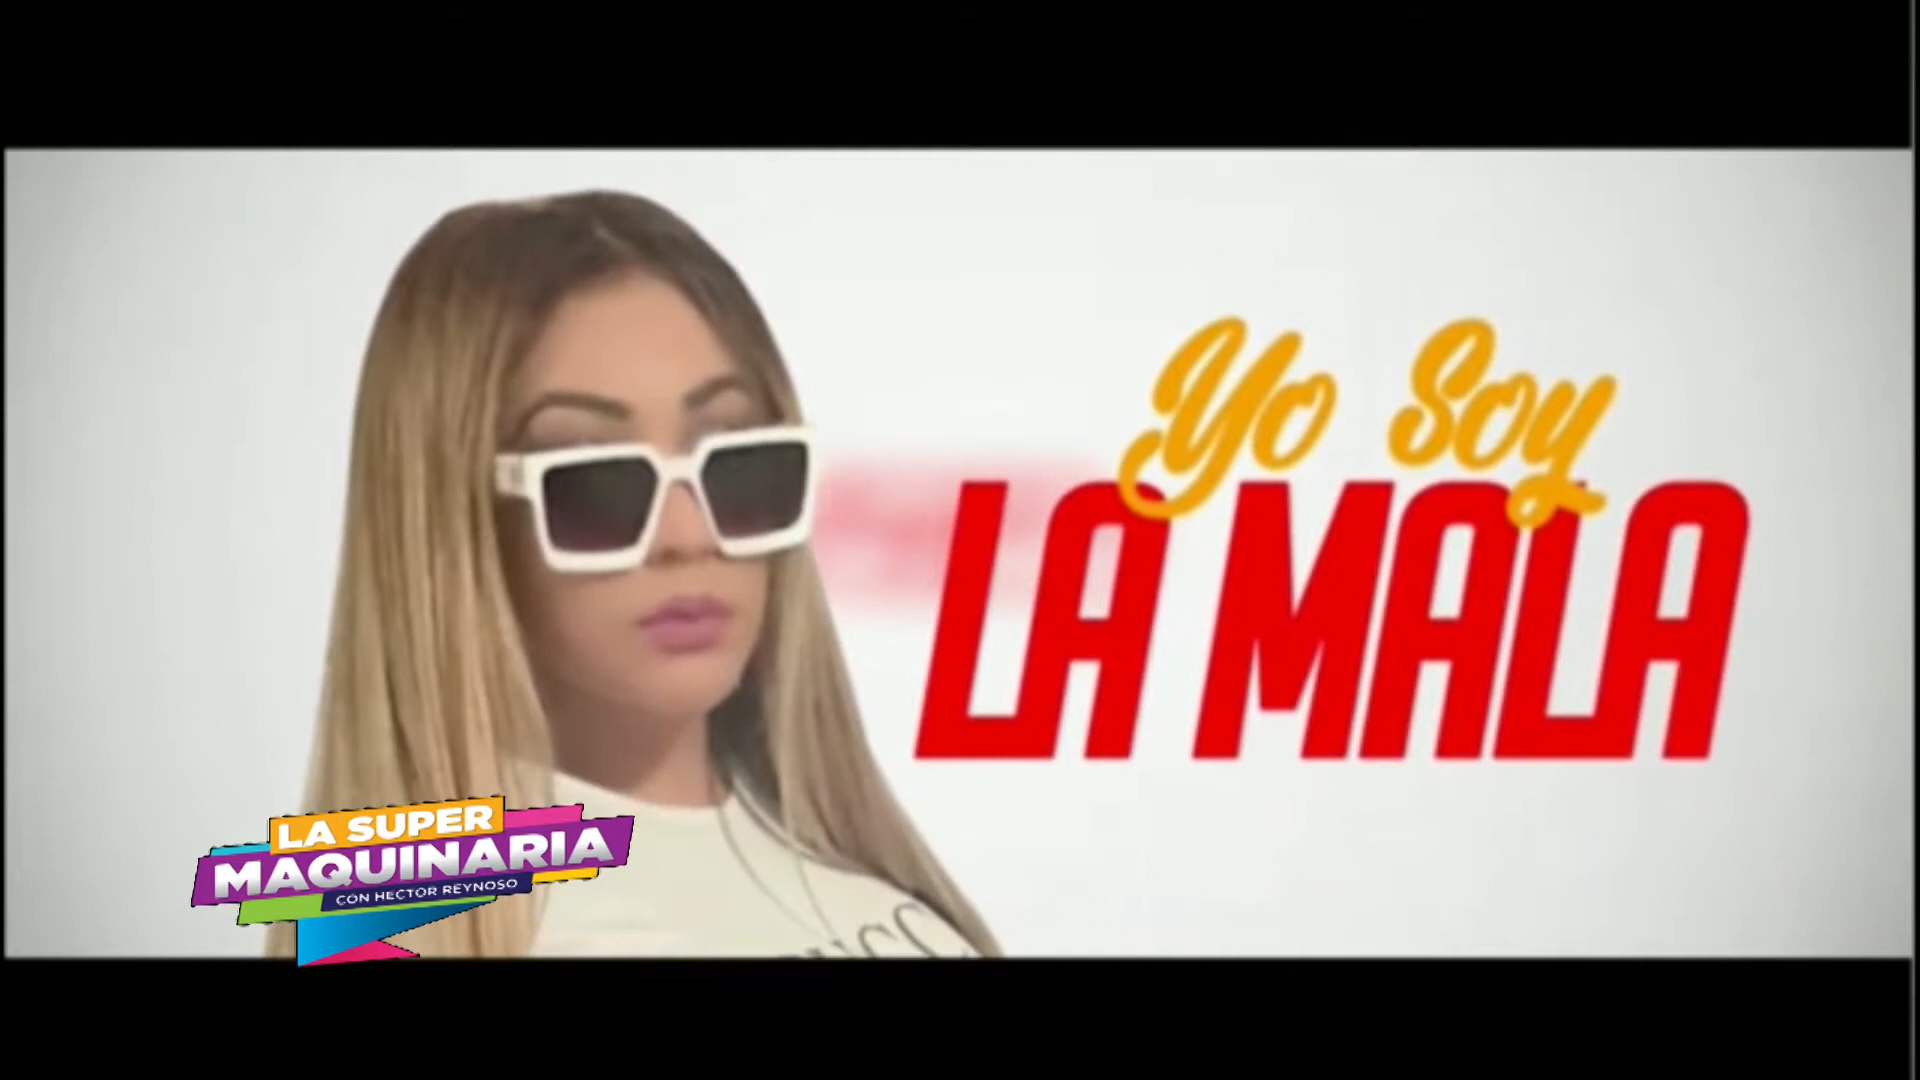 Yo Soy
LA MALA
LA SUPER
MAQUINARIA
CON HECTOR REYNOSO